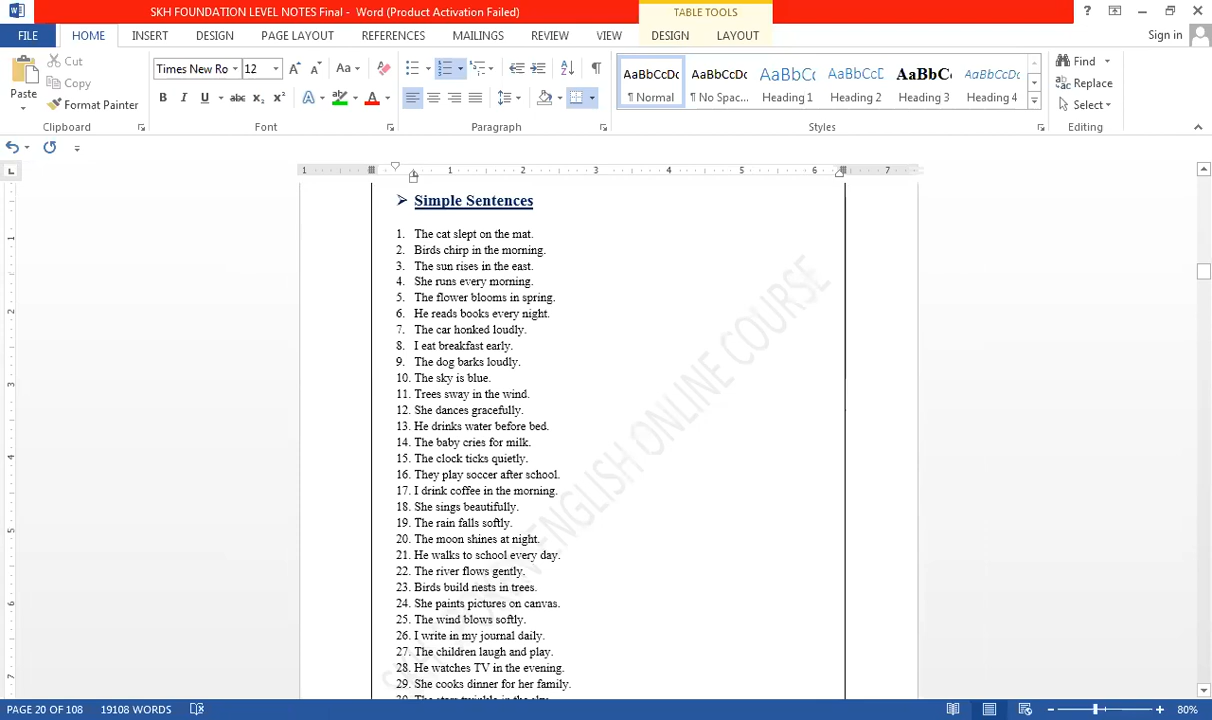 SKH FOUNDATION LEVEL NOTES Final - Word (Product Activation Failed)
TABLE TOOLS
FILE HOME INSERT DESIGN PAGE LAYOUT REFERENCES MAILINGS REVIEW VIEW DESIGN LAYOUT
Sign in
Paste
Cut
Copy
Format Painter
Clipboard
Times New Ro 12
Font
Paragraph
AaBbCcDc AaBbCcDc AaBbC AaBbCcD AaBbC AaBbCcDc
¶ Normal ¶ No Spac... Heading 1 Heading 2 Heading 3 Heading 4
Styles
Find
Replace
Select
Editing
Simple Sentences
1. The cat slept on the mat.
2. Birds chirp in the morning.
3. The sun rises in the east.
4. She runs every morning.
5. The flower blooms in spring.
6. He reads books every night.
7. The car honked loudly.
8. I eat breakfast early.
9. The dog barks loudly.
10. The sky is blue.
11. Trees sway in the wind.
12. She dances gracefully.
13. He drinks water before bed.
14. The baby cries for milk.
15. The clock ticks quietly.
16. They play soccer after school.
17. I drink coffee in the morning.
18. She sings beautifully.
19. The rain falls softly.
20. The moon shines at night.
21. He walks to school every day.
22. The river flows gently.
23. Birds build nests in trees.
24. She paints pictures on canvas.
25. The wind blows softly.
26. I write in my journal daily.
27. The children laugh and play.
28. He watches TV in the evening.
29. She cooks dinner for her family.
ENGLISH ONLINE COURSE
PAGE 20 OF 108 19108 WORDS
80%